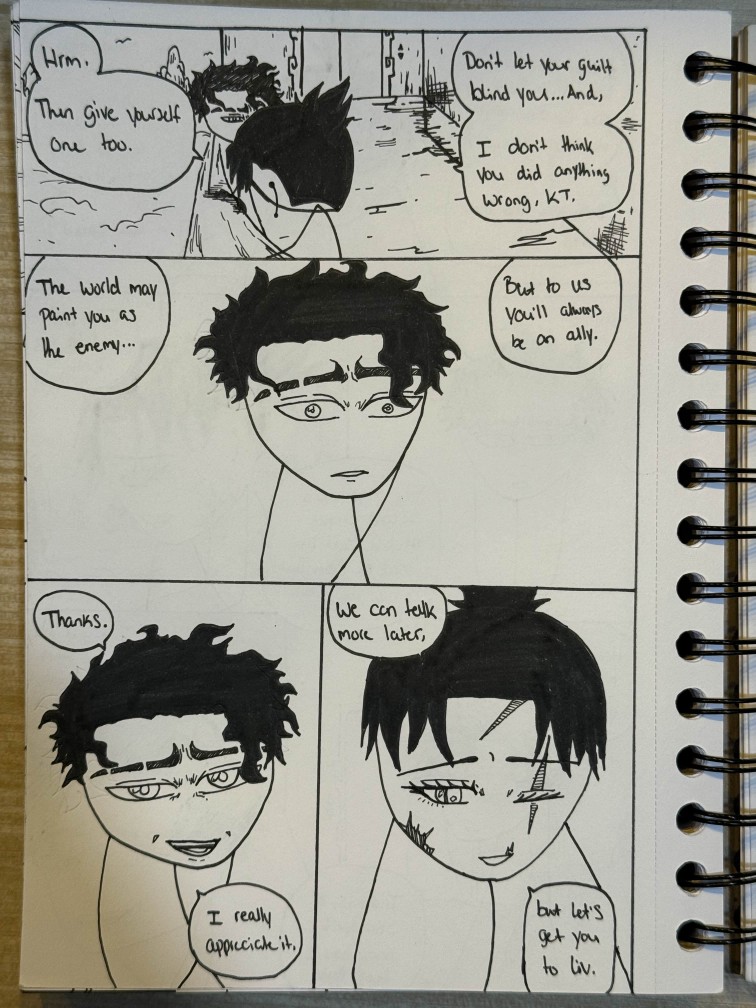 Hrm.
Then give yourself
one too.
Don't let your guilt
blind you...And,
I don't think
you did anything
wrong, KT.
The world may
paint you as
the enemy...
But to us
you'll always
be an ally.
Thanks.
I really
appreciate it.
We can talk
more later,
but let's
get you
to Liv.